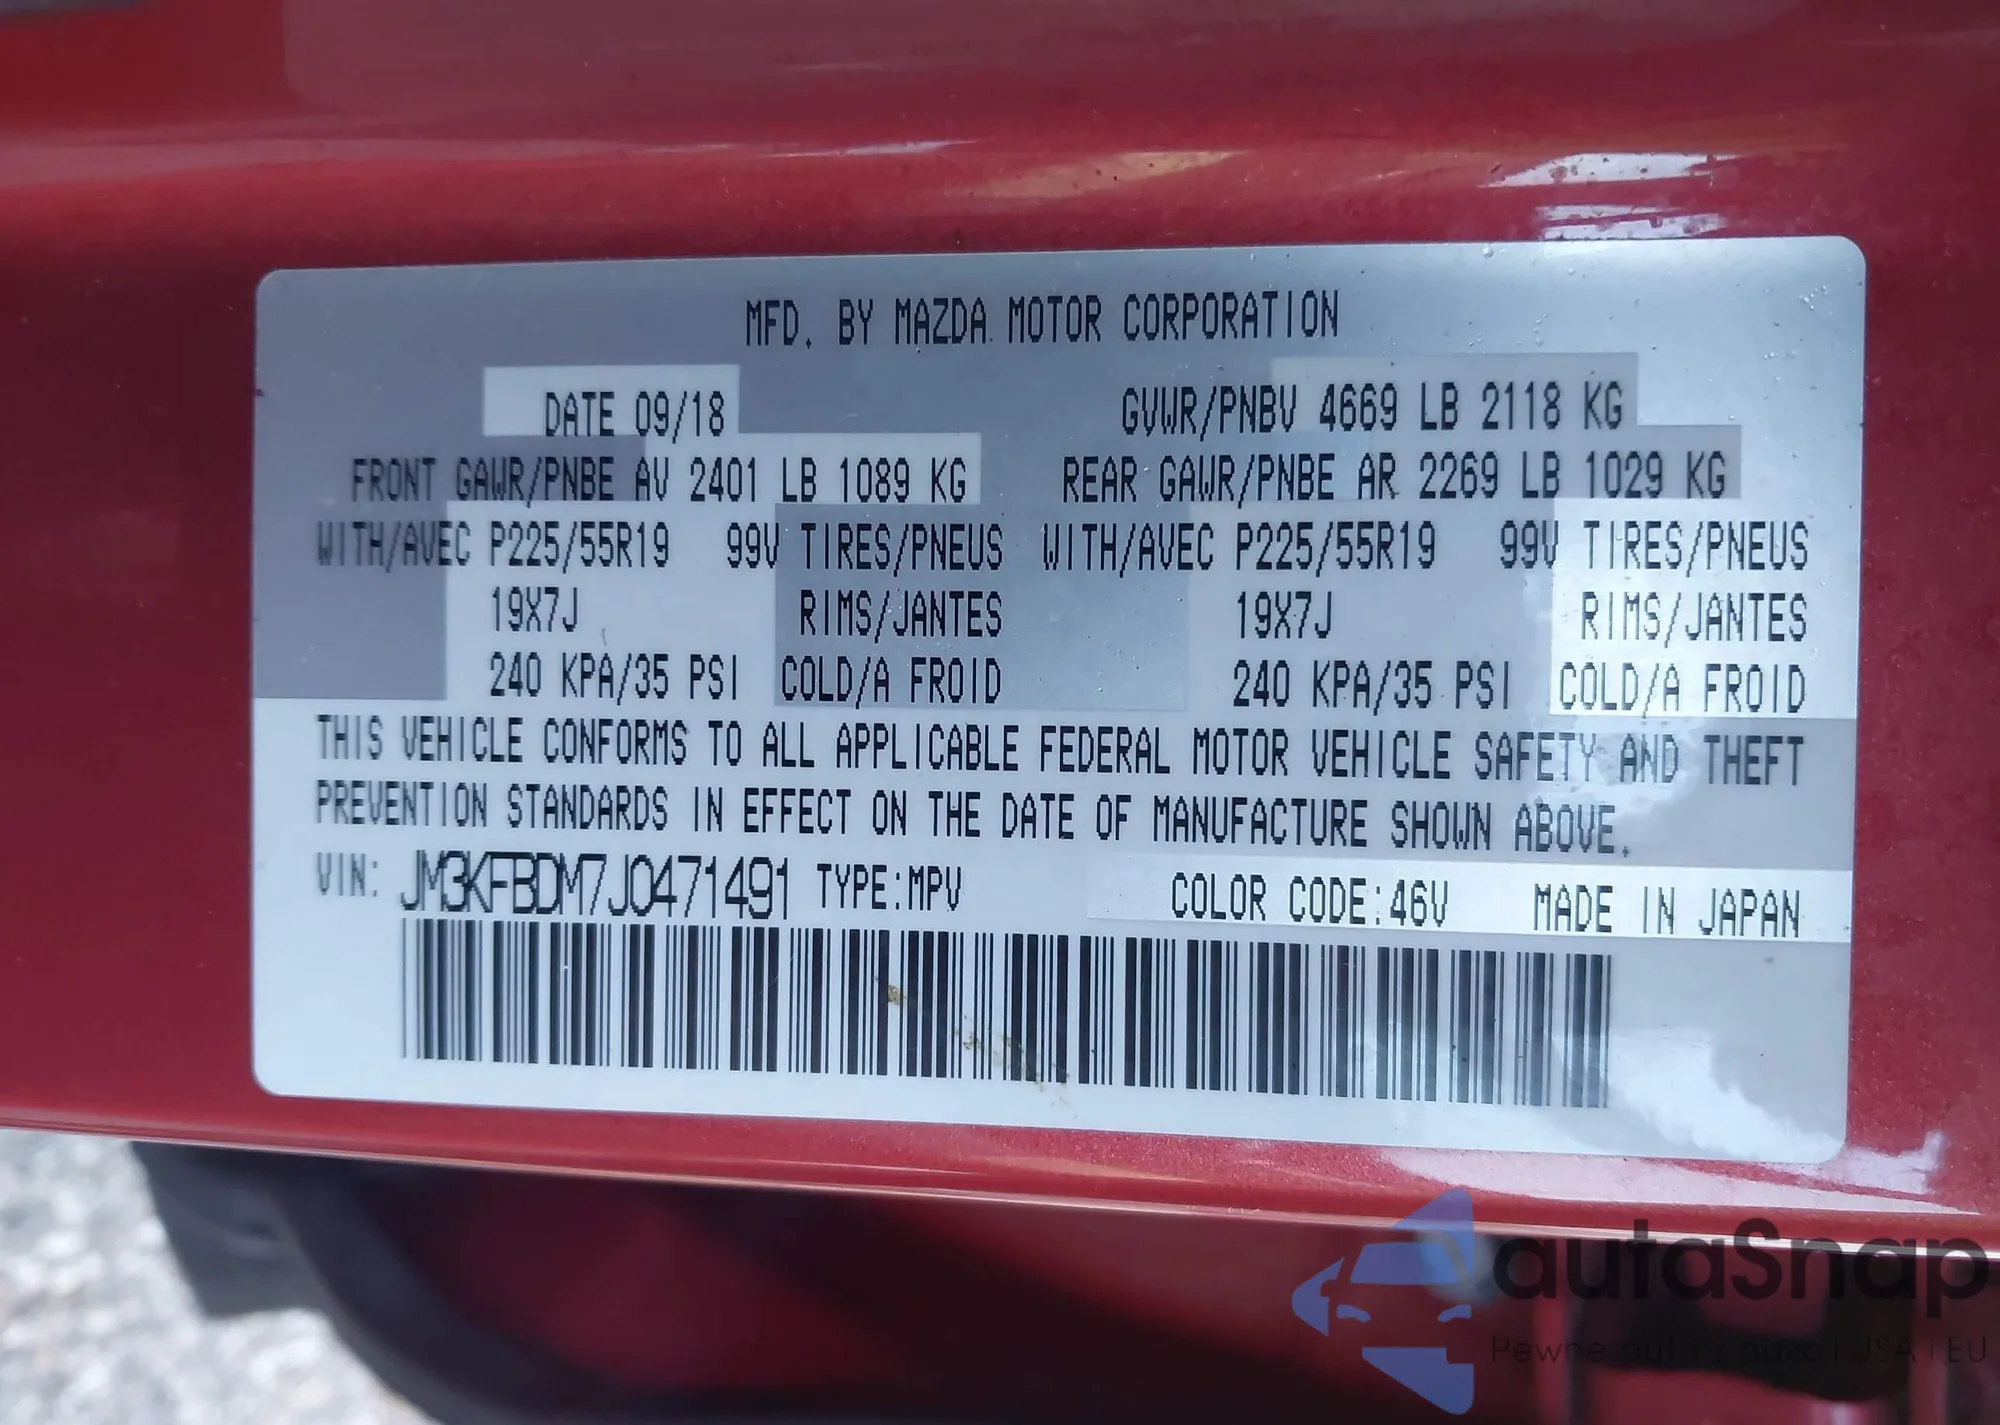 MFD. BY MAZDA MOTOR CORPORATION
DATE 09/18 GVWR/PNBV 4669 LB 2118 KG
FRONT GAWR/PNBE AV 2401 LB 1089 KG REAR GAWR/PNBE AR 2269 LB 1029 KG
WITH/AVEC P225/55R19 99V TIRES/PNEUS WITH/AVEC P225/55R19 99V TIRES/PNEUS
19X7J RIMS/JANTES 19X7J RIMS/JANTES
240 KPA/35 PSI COLD/A FROID 240 KPA/35 PSI COLD/A FROID
THIS VEHICLE CONFORMS TO ALL APPLICABLE FEDERAL MOTOR VEHICLE SAFETY AND THEFT
PREVENTION STANDARDS IN EFFECT ON THE DATE OF MANUFACTURE SHOWN ABOVE.
VIN: JM3KFBDM7J0471491 TYPE:MPV COLOR CODE:46V MADE IN JAPAN
autaSnap
Pewne auta z USA i EU